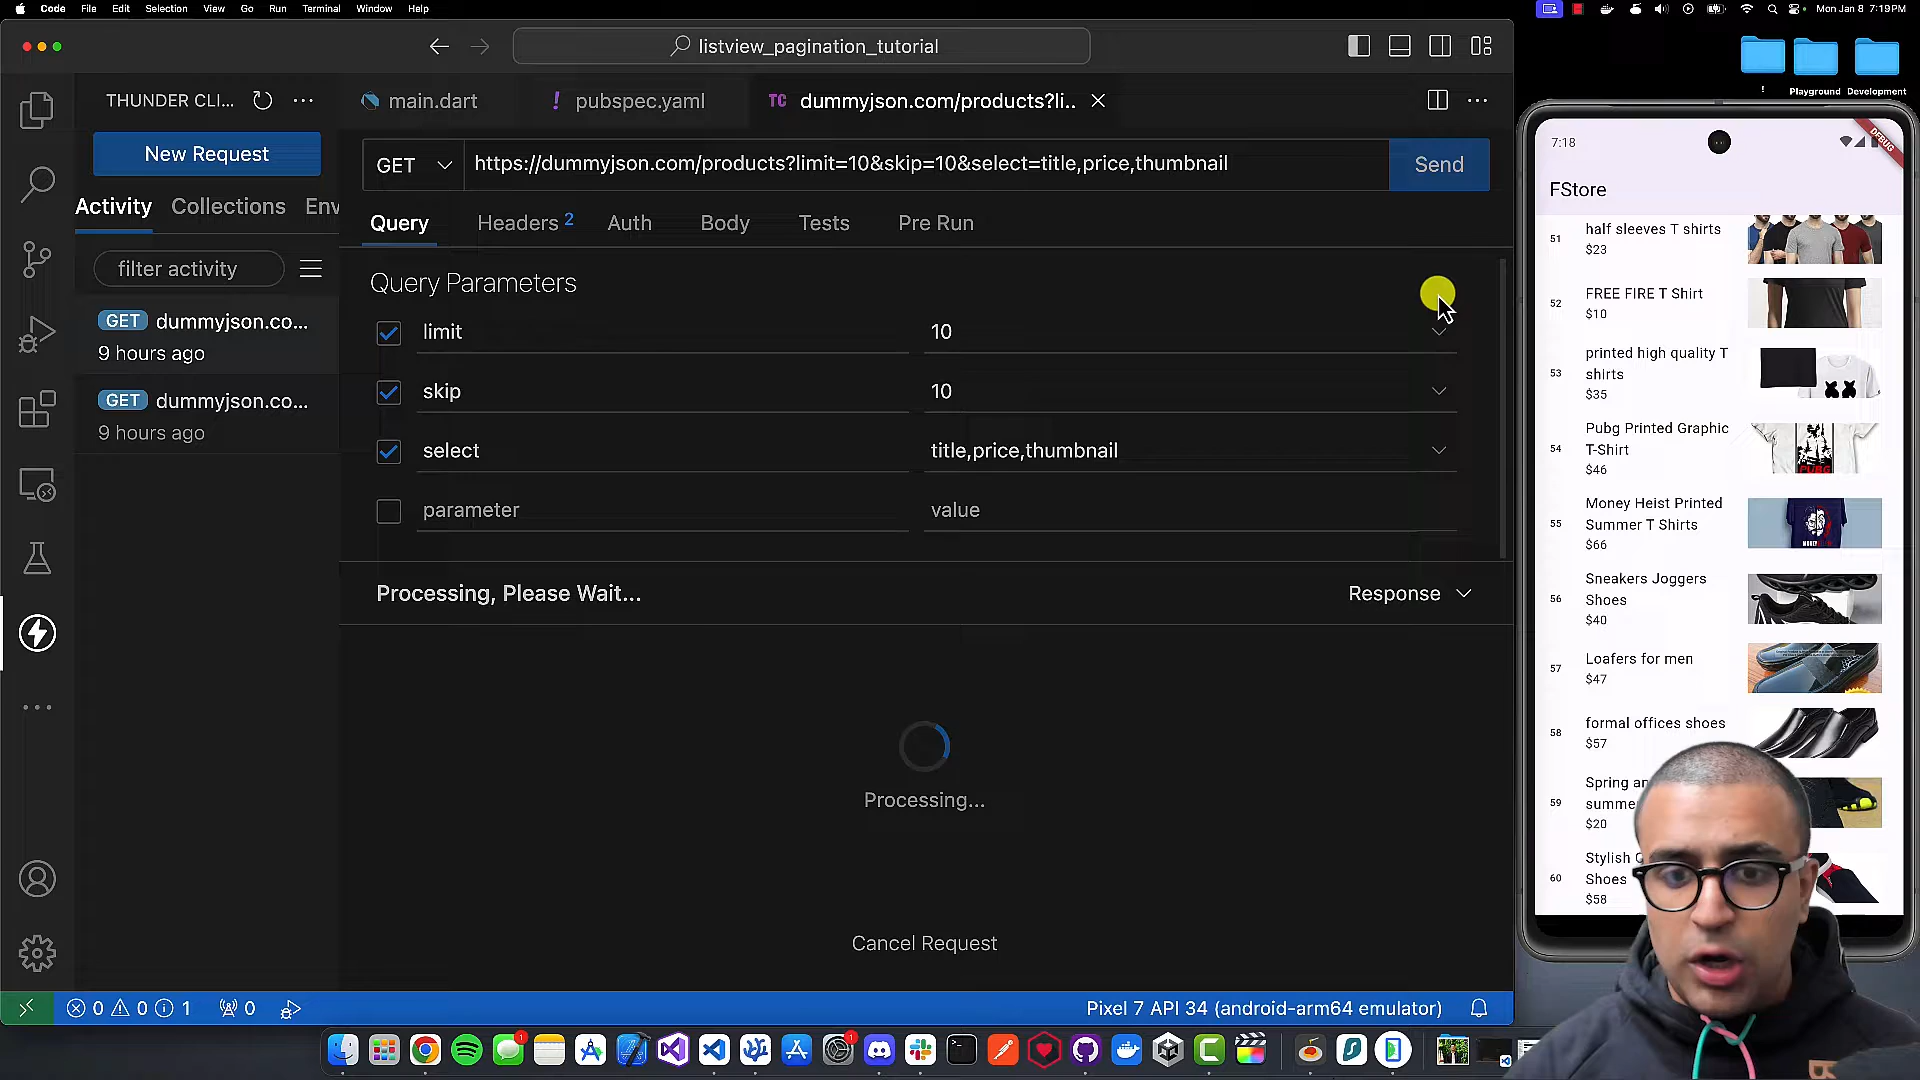 Code File Edit Selection View Go Run Terminal Window Help
Mon Jan 8 7:19PM
listview_pagination_tutorial
! Playground Development
THUNDER CLI...
main.dart
! pubspec.yaml
TC dummyjson.com/products?li..
New Request
GET https://dummyjson.com/products?limit=10&skip=10&select=title,price,thumbnail
Send
Activity Collections Env
Query Headers 2 Auth Body Tests Pre Run
filter activity
Query Parameters
GET dummyjson.co...
9 hours ago
GET dummyjson.co...
9 hours ago
limit 10
skip 10
select title,price,thumbnail
parameter value
Processing, Please Wait...
Response
Processing...
Cancel Request
0 0 1 0
Pixel 7 API 34 (android-arm64 emulator)
7:18
DEBUG
FStore
51 half sleeves T shirts
$23
52 FREE FIRE T Shirt
$10
53 printed high quality T
shirts
$35
54 Pubg Printed Graphic
T-Shirt
$46
PUBG
55 Money Heist Printed
Summer T Shirts
$66
56 Sneakers Joggers
Shoes
$40
57 Loafers for men
$47
58 formal offices shoes
$57
59 Spring an
summe
$20
60 Stylish C
Shoes
$58
1
1